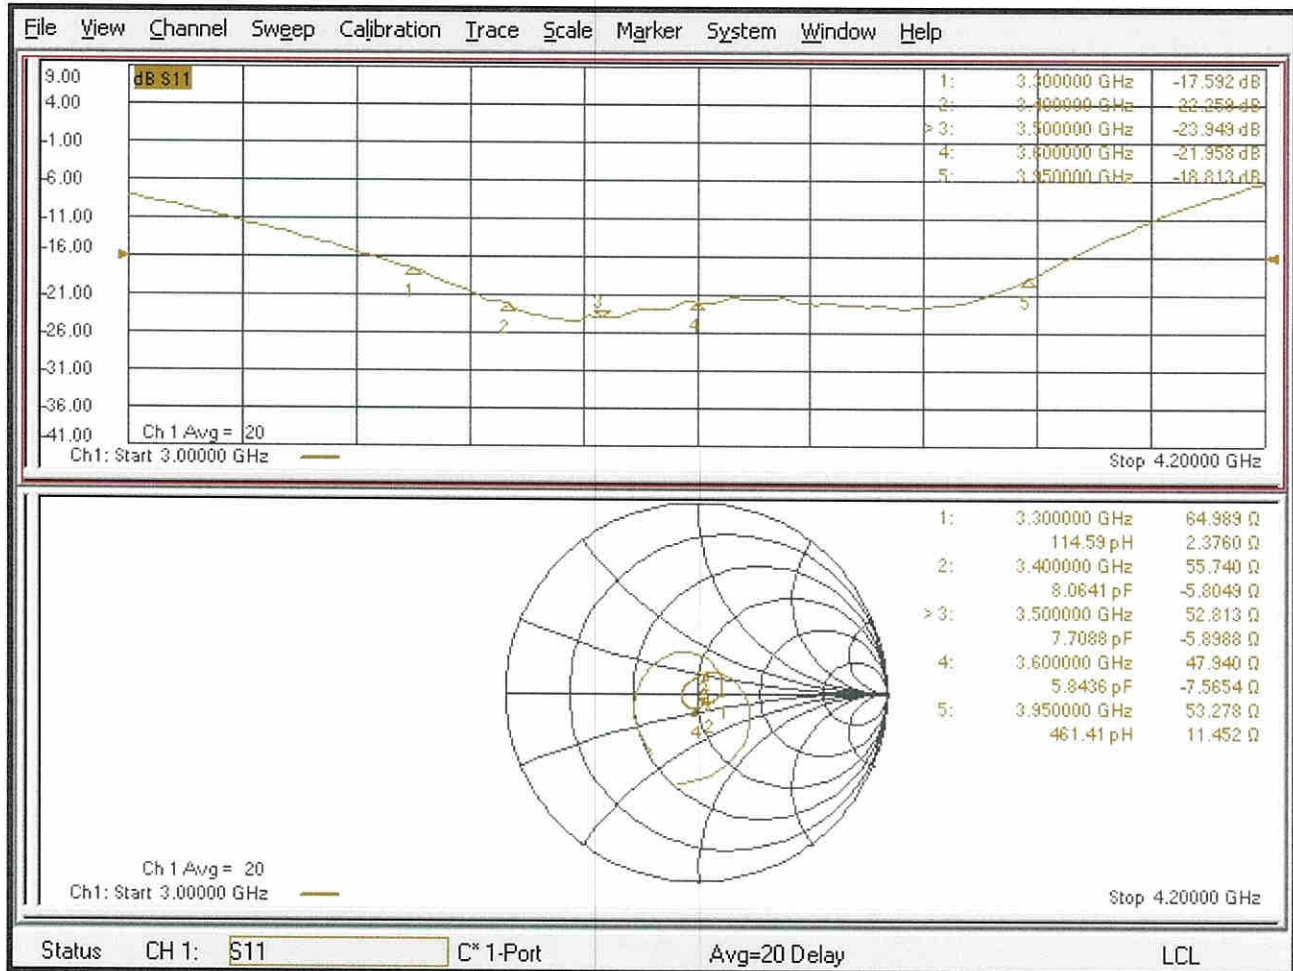 File View Channel Sweep Calibration Trace Scale Marker System Window Help
9.00
4.00
-1.00
-6.00
-11.00
-16.00
-21.00
-26.00
-31.00
-36.00
-41.00
dB S11
1: 3.300000 GHz -17.592 dB
2: 3.400000 GHz -22.259 dB
> 3: 3.500000 GHz -23.949 dB
4: 3.600000 GHz -21.958 dB
5: 3.950000 GHz -18.813 dB
1
2
3
4
5
Ch 1 Avg = 20
Ch1: Start 3.00000 GHz
Stop 4.20000 GHz
1: 3.300000 GHz 64.989 Ω
114.59 pH 2.3760 Ω
2: 3.400000 GHz 55.740 Ω
8.0641 pF -5.8049 Ω
> 3: 3.500000 GHz 52.813 Ω
7.7088 pF -5.8988 Ω
4: 3.600000 GHz 47.940 Ω
5.8436 pF -7.5654 Ω
5: 3.950000 GHz 53.278 Ω
461.41 pH 11.452 Ω
1
4 2
Ch 1 Avg = 20
Ch1: Start 3.00000 GHz
Stop 4.20000 GHz
Status CH 1: S11 C* 1-Port Avg=20 Delay LCL